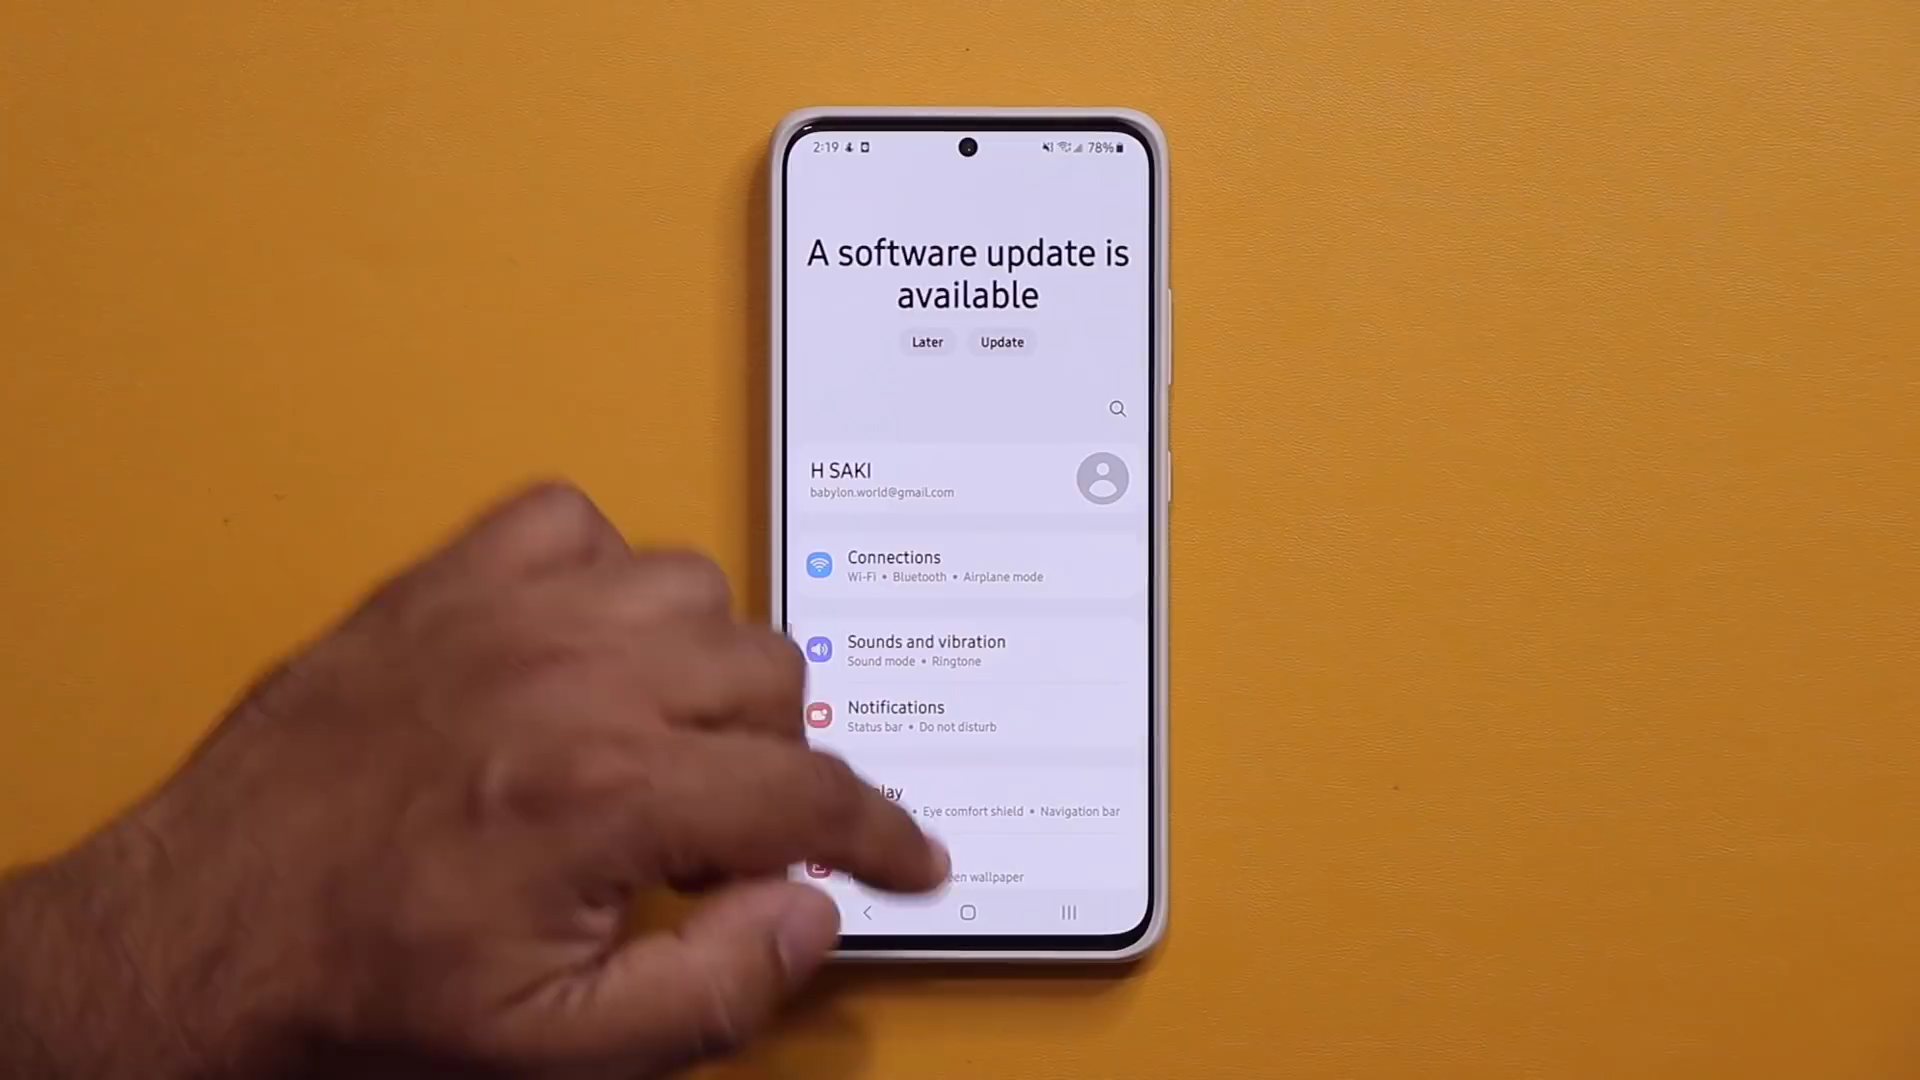 2:19
78%
A software update is
available
Later Update
H SAKI
babylon.world@gmail.com
Connections
Wi-Fi • Bluetooth • Airplane mode
Sounds and vibration
Sound mode • Ringtone
Notifications
Status bar • Do not disturb
• Eye comfort shield • Navigation bar
wallpaper